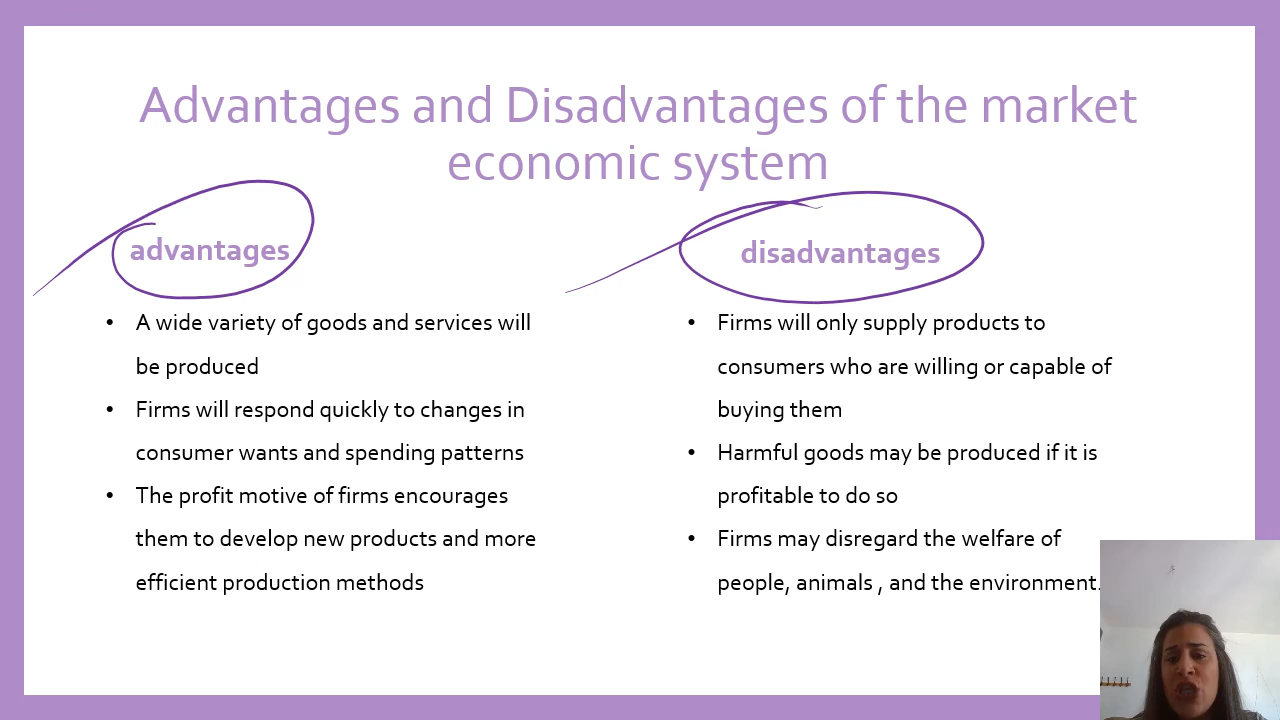 Advantages and Disadvantages of the market
economic system
advantages
• A wide variety of goods and services will
be produced
• Firms will respond quickly to changes in
consumer wants and spending patterns
• The profit motive of firms encourages
them to develop new products and more
efficient production methods
disadvantages
• Firms will only supply products to
consumers who are willing or capable of
buying them
• Harmful goods may be produced if it is
profitable to do so
• Firms may disregard the welfare of
people, animals , and the environment.